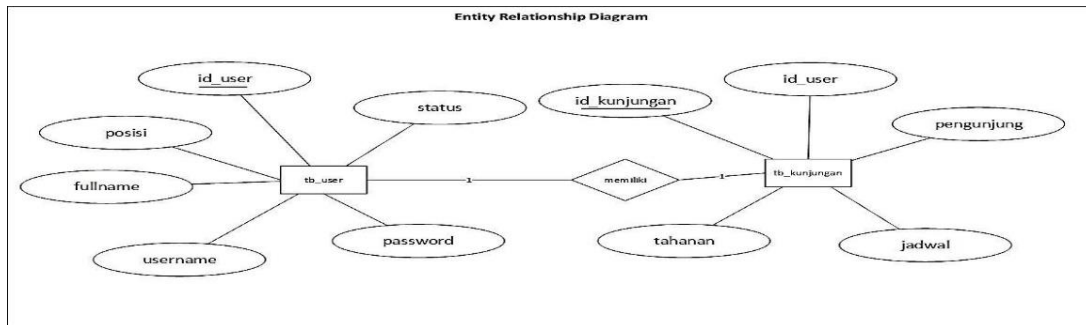 Entity Relationship Diagram
id_user
status
posisi
fullname
username
password
tb_user
1
memiliki
1
tb_kunjungan
id_kunjungan
id_user
pengunjung
tahanan
jadwal